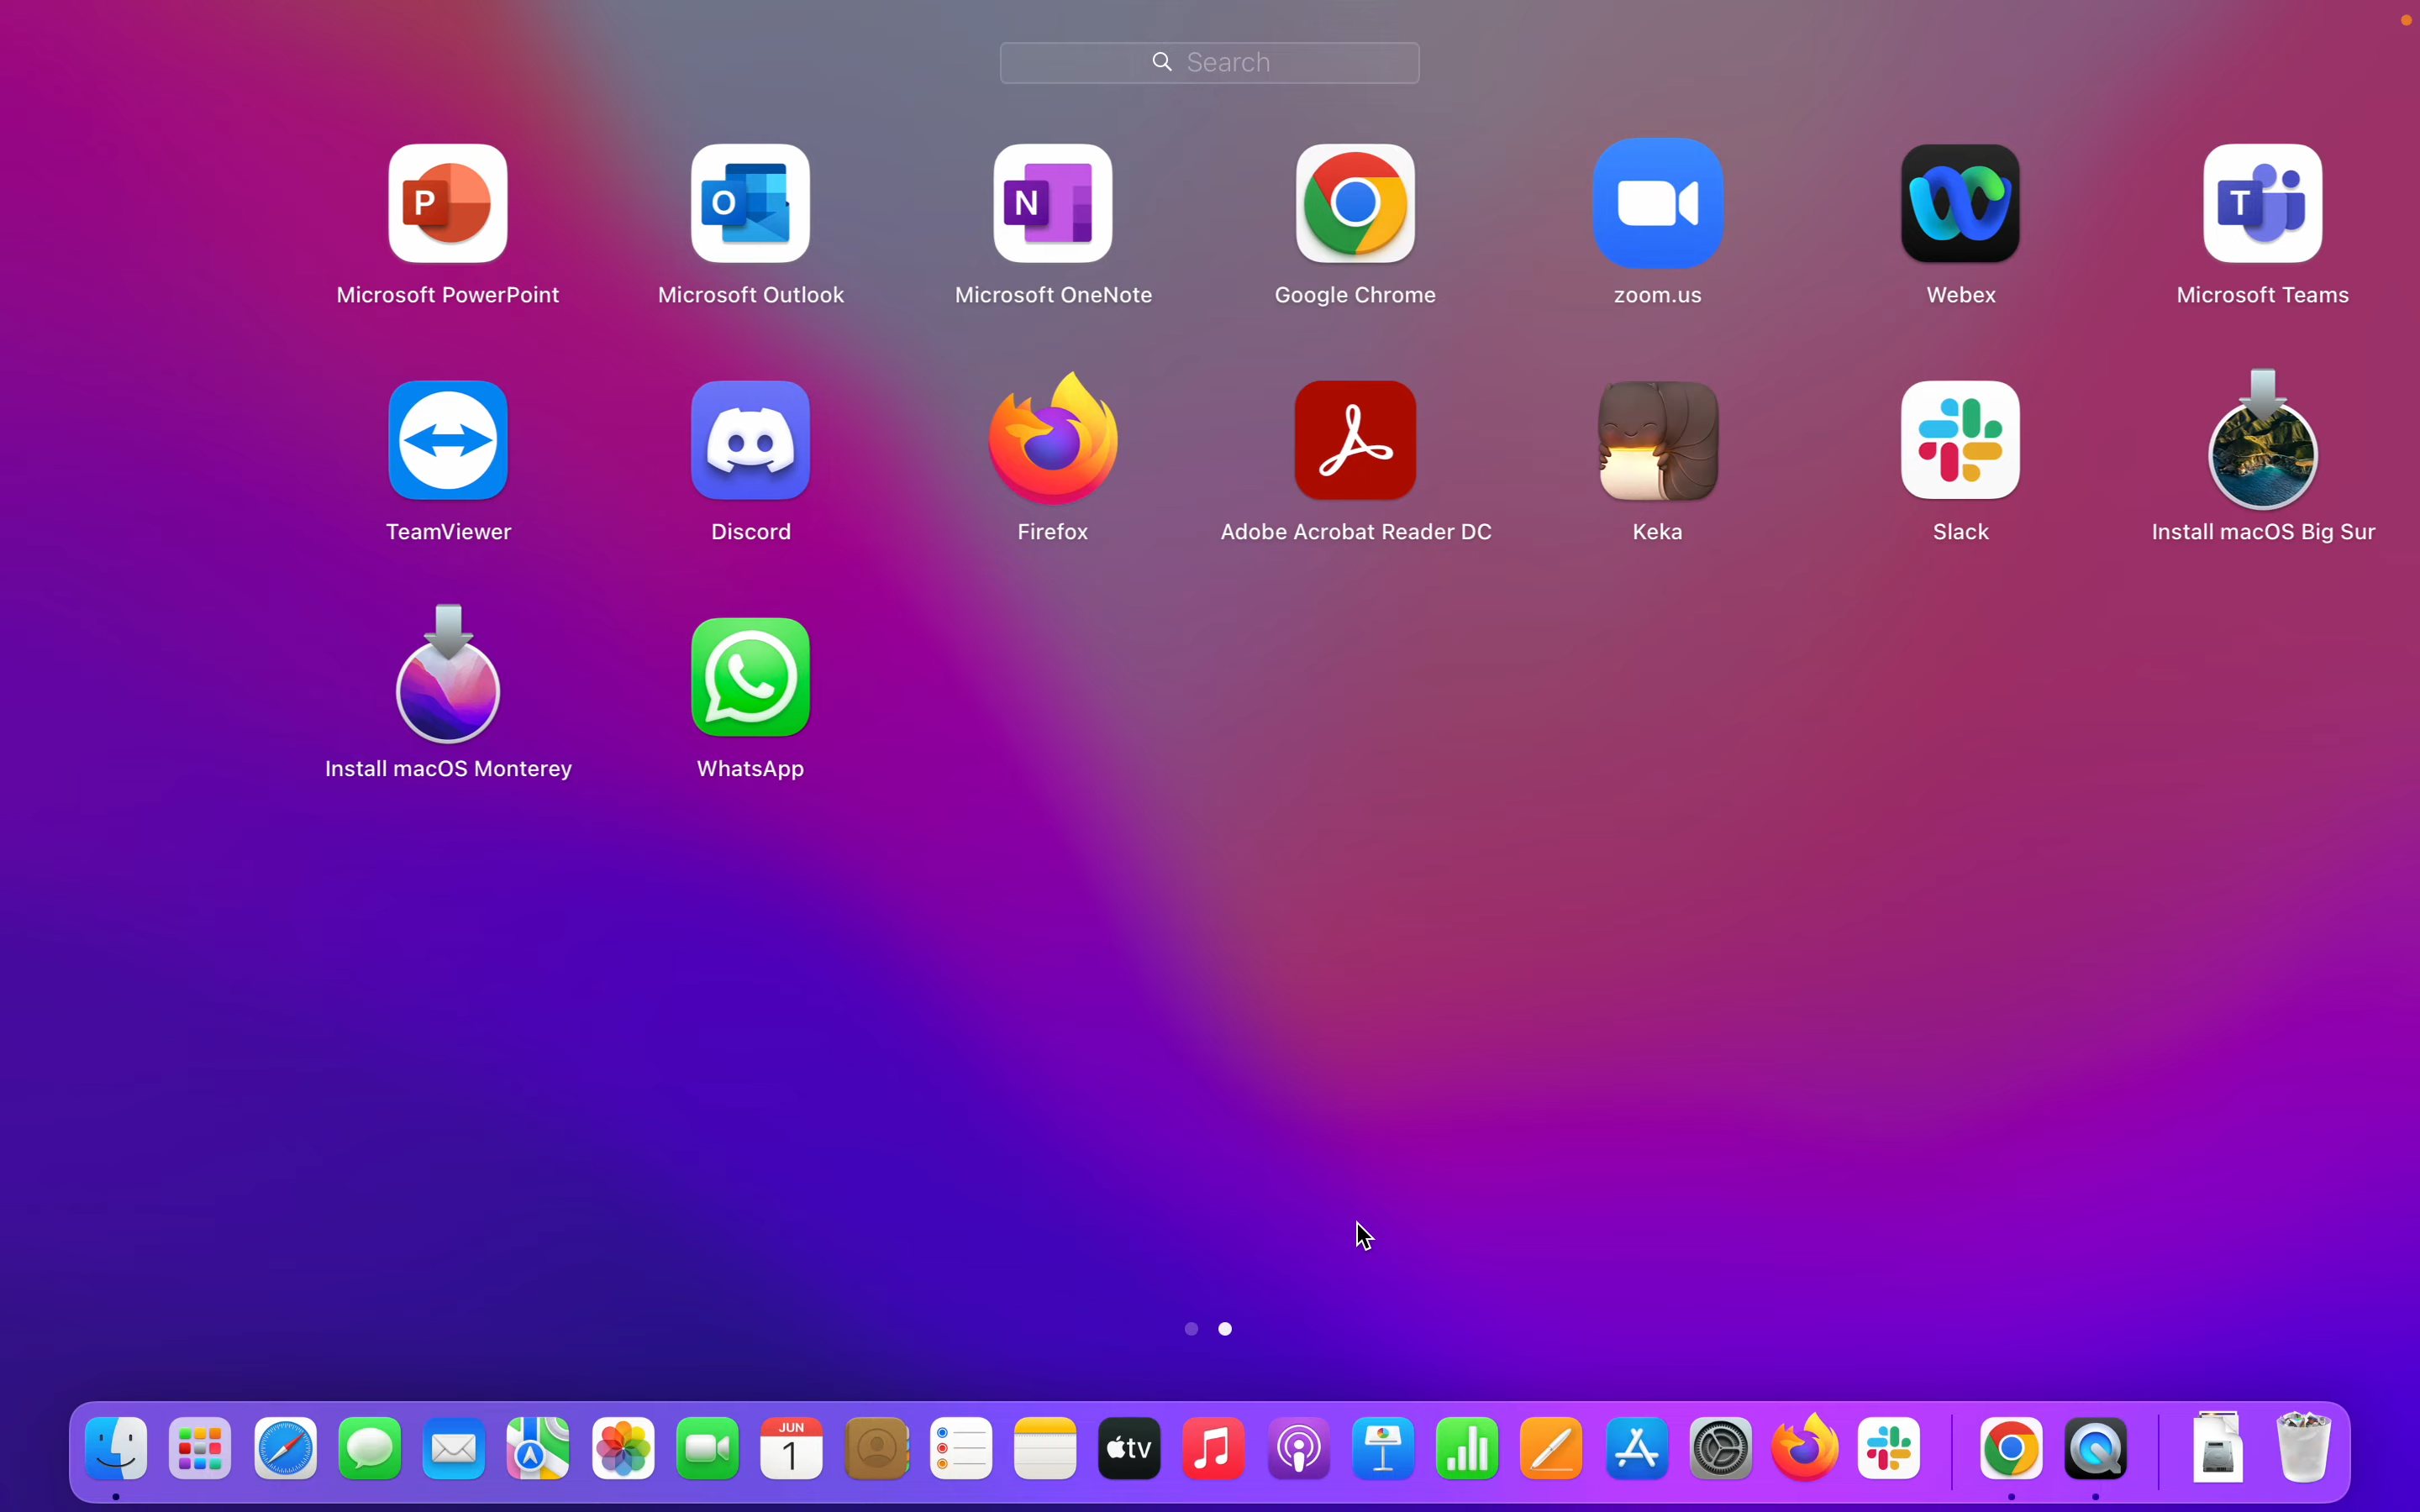 Search
Microsoft PowerPoint
Microsoft Outlook
Microsoft OneNote
Google Chrome
zoom.us
Webex
Microsoft Teams
TeamViewer
Discord
Firefox
Adobe Acrobat Reader DC
Keka
Slack
Install macOS Big Sur
Install macOS Monterey
WhatsApp
JUN
1
tv